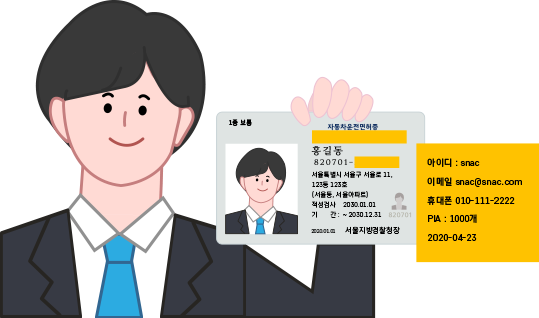 1종 보통
자동차운전면허증
홍길동
820701-
서울특별시 서울구 서울로 11,
123동 123호
(서울동, 서울아파트)
적성검사 2030.01.01
기 간 : ~ 2030.12.31
820701
2020.01.01 서울지방경찰청장
아이디 : snac
이메일 snac@snac.com
휴대폰 010-111-2222
PIA : 1000개
2020-04-23